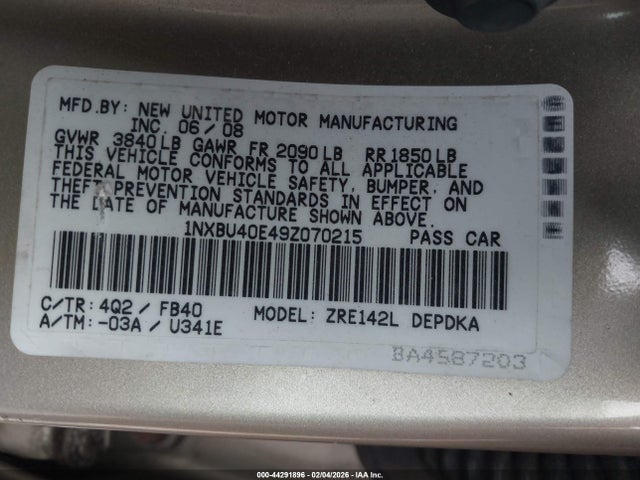 MFD.BY: NEW UNITED MOTOR MANUFACTURING
INC. 06/08
GVWR 3840LB GAWR FR 2090LB RR1850LB
THIS VEHICLE CONFORMS TO ALL APPLICABLE
FEDERAL MOTOR VEHICLE SAFETY, BUMPER, AND
THEFT PREVENTION STANDARDS IN EFFECT ON
THE DATE OF MANUFACTURE SHOWN ABOVE.
1NXBU40E49Z070215 PASS CAR
C/TR: 4Q2 / FB40 MODEL: ZRE142L DEPDKA
A/TM: -03A / U341E
BA4587203
000-44291896 - 02/04/2026 - IAA Inc.